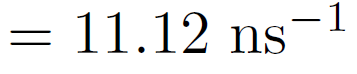 = 11.12 ns⁻¹